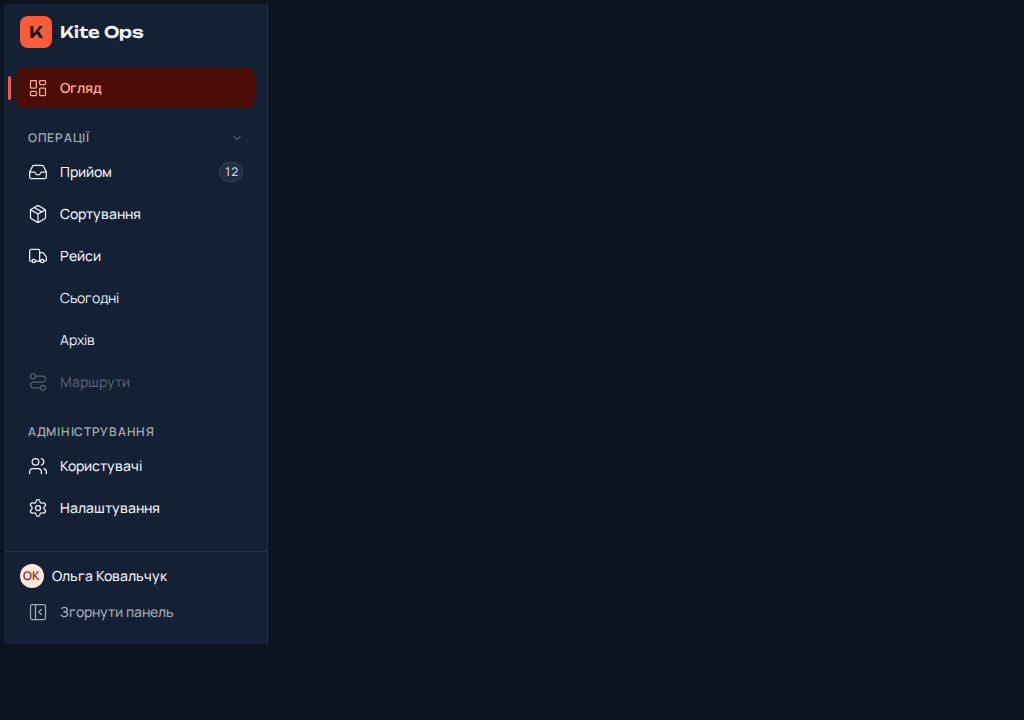 K Kite Ops
Огляд
ОПЕРАЦІЇ
Прийом 12
Сортування
Рейси
Сьогодні
Архів
Маршрути
АДМІНІСТРУВАННЯ
Користувачі
Налаштування
ОК Ольга Ковальчук
Згорнути панель